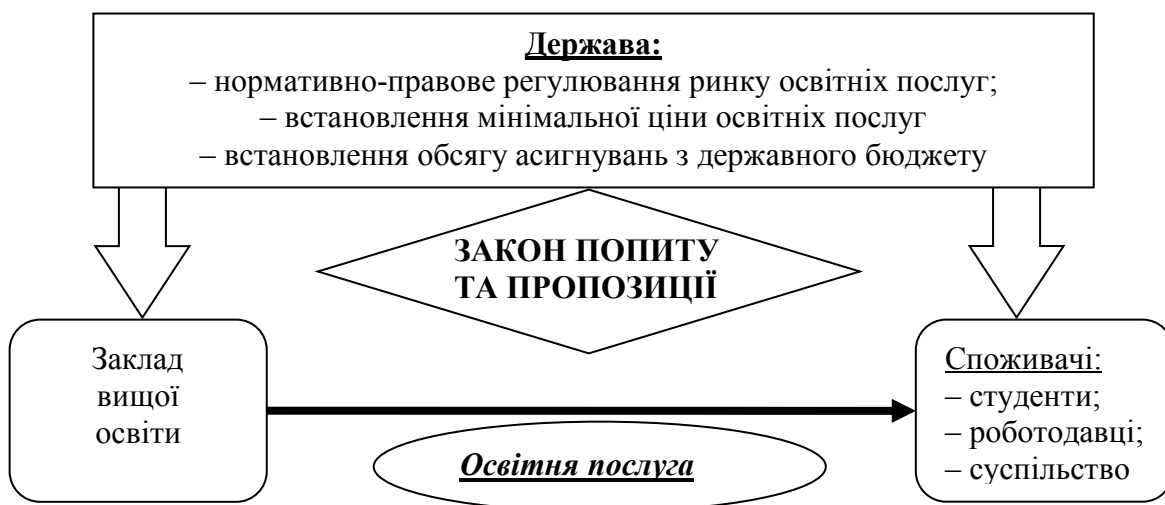 Держава:
– нормативно-правове регулювання ринку освітніх послуг;
– встановлення мінімальної ціни освітніх послуг
– встановлення обсягу асигнувань з державного бюджету
ЗАКОН ПОПИТУ
ТА ПРОПОЗИЦІЇ
Заклад
вищої
освіти
Споживачі:
– студенти;
– роботодавці;
– суспільство
Освітня послуга